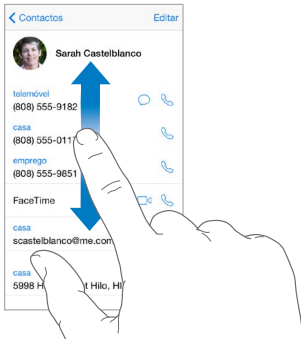 Contactos Editar
Sarah Castelblanco
telemóvel
(808) 555-9182
casa
(808) 555-011
emprego
(808) 555-9851
FaceTime
casa
scastelblanco@me.com
casa
5998 H t Hilo, HI